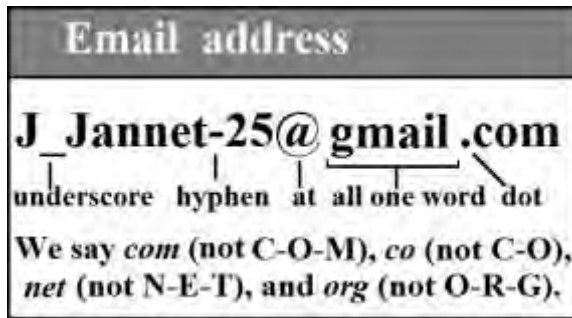 Email address
J_Jannet-25@gmail.com
underscore hyphen at all one word dot
We say com (not C-O-M), co (not C-O),
net (not N-E-T), and org (not O-R-G).